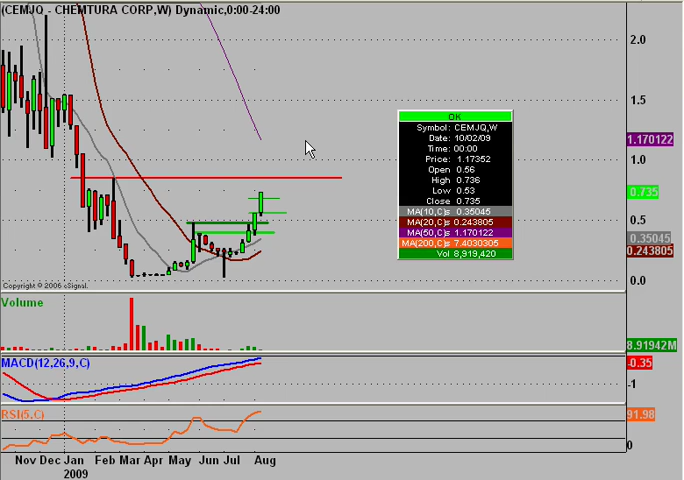 (CEMJQ - CHEMTURA CORP,W) Dynamic,0:00-24:00
2.0
1.5
1.170122
1.0
0.735
0.5
0.35045
0.243805
0.0
OK
Symbol: CEMJQ,W
Date: 10/02/09
Time: 00:00
Price: 1.17352
Open 0.56
High 0.736
Low 0.53
Close 0.735
MA(10,C)s 0.35045
MA(20,C)s 0.243805
MA(50,C)s 1.170122
MA(200,C)s 7.4030305
Vol 8,919,420
Copyright © 2006 eSignal.
Volume
8.91942M
MACD(12,26,9,C)
-0.35
-1
RSI(5,C)
91.98
0
Nov Dec Jan Feb Mar Apr May Jun Jul Aug
2009